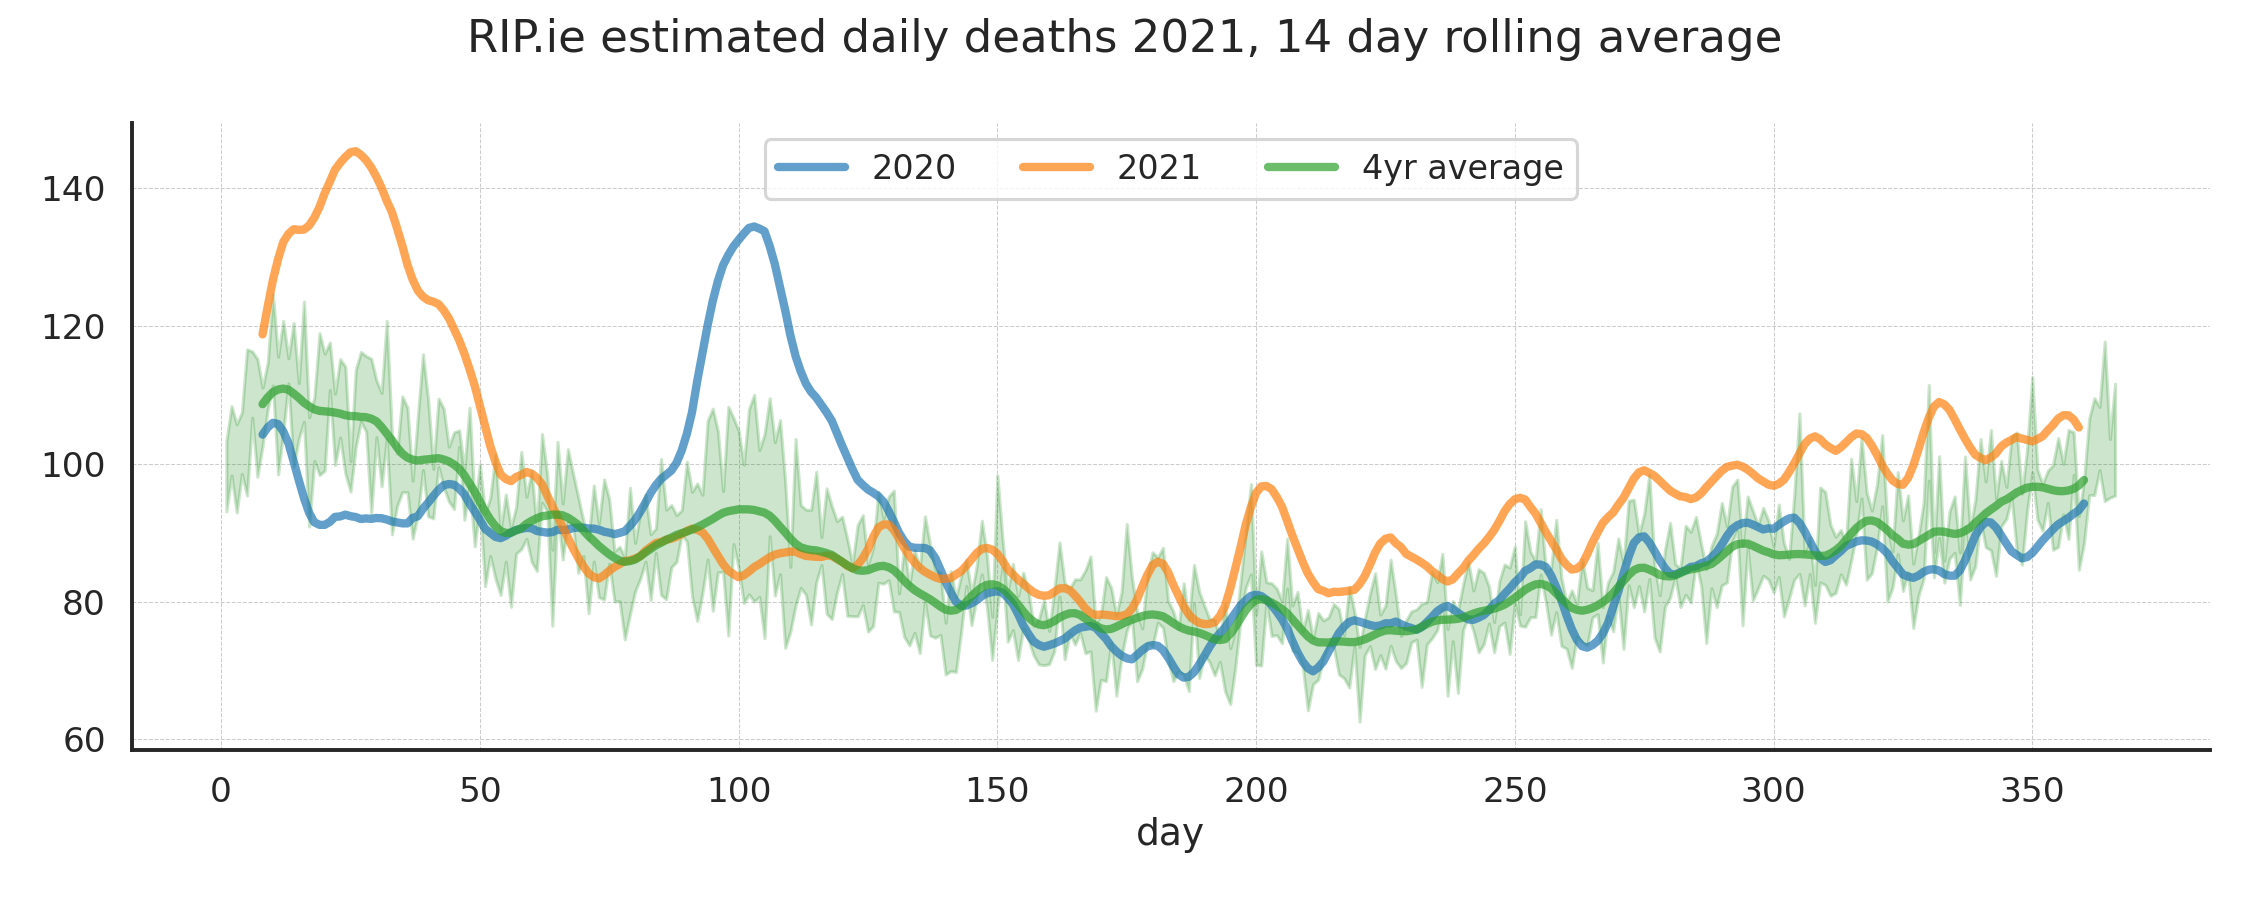 RIP.ie estimated daily deaths 2021, 14 day rolling average
2020 2021 4yr average
140
120
100
80
60
0 50 100 150 200 250 300 350
day